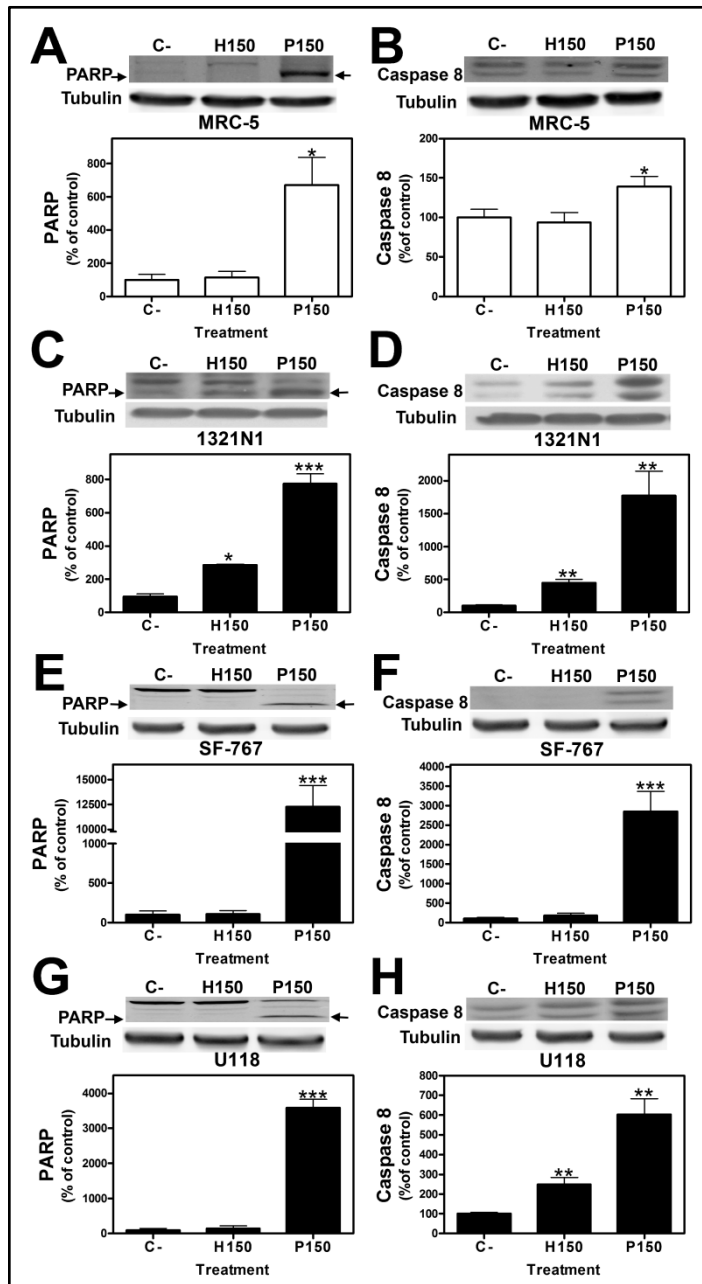 A
C- H150 P150
PARP
Tubulin
MRC-5
PARP
(% of control)
800
600
400
200
0
*
C- H150 P150
Treatment
B
C- H150 P150
Caspase 8
Tubulin
MRC-5
Caspase 8
(%of control)
150
100
50
0
*
C- H150 P150
Treatment
C
C- H150 P150
PARP
Tubulin
1321N1
PARP
(% of control)
800
600
400
200
0
* ***
C- H150 P150
Treatment
D
C- H150 P150
Caspase 8
Tubulin
1321N1
Caspase 8
(% of control)
2000
1500
1000
500
0
** **
C- H150 P150
Treatment
E
C- H150 P150
PARP
Tubulin
SF-767
PARP
(% of control)
15000
12500
10000
1000
500
0
***
C- H150 P150
Treatment
F
C- H150 P150
Caspase 8
Tubulin
SF-767
Caspase 8
(%of control)
4000
3500
3000
2500
2000
1500
1000
500
0
***
C- H150 P150
Treatment
G
C- H150 P150
PARP
Tubulin
U118
PARP
(% of control)
4000
3000
2000
1000
0
***
C- H150 P150
Treatment
H
C- H150 P150
Caspase 8
Tubulin
U118
Caspase 8
(%of control)
800
700
600
500
400
300
200
100
0
** **
C- H150 P150
Treatment